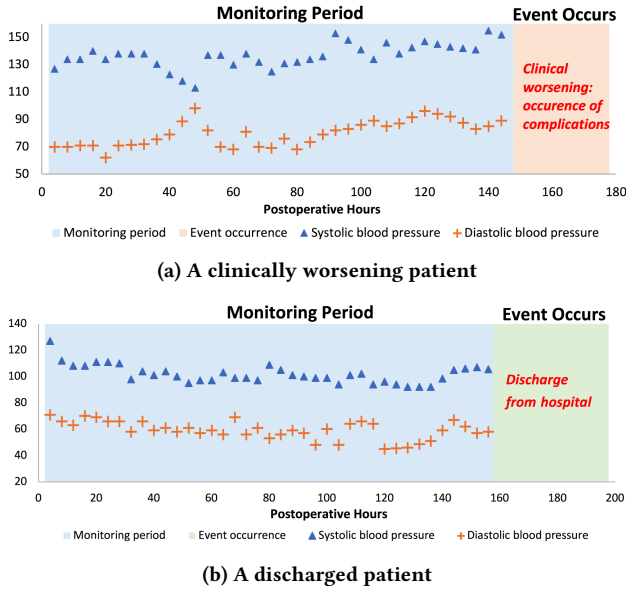 Monitoring Period Event Occurs
150
130
110
90
70
50
Clinical
worsening:
occurence of
complications
0 20 40 60 80 100 120 140 160 180
Postoperative Hours
Monitoring period Event occurrence Systolic blood pressure Diastolic blood pressure
(a) A clinically worsening patient
Monitoring Period Event Occurs
140
120
100
80
60
40
20
Discharge
from hospital
0 20 40 60 80 100 120 140 160 180 200
Postoperative Hours
Monitoring period Event occurrence Systolic blood pressure Diastolic blood pressure
(b) A discharged patient